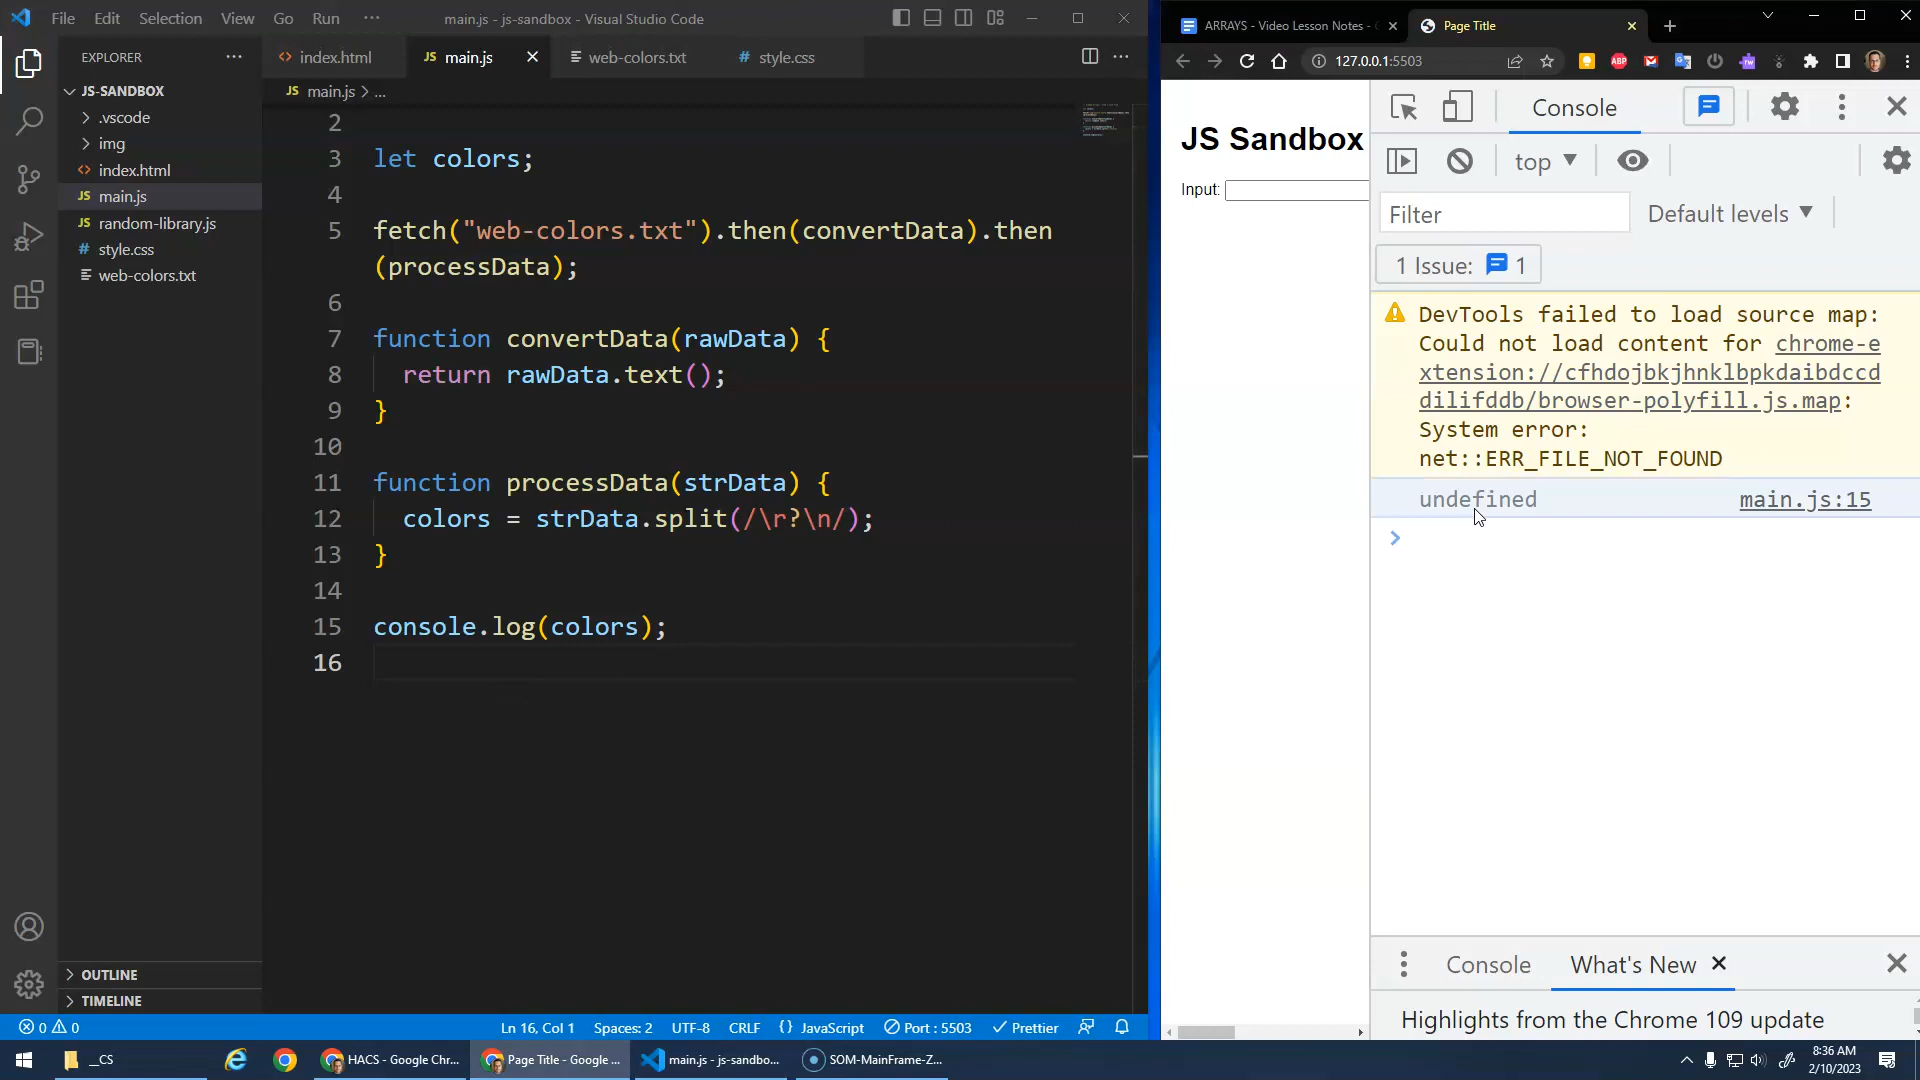 File Edit Selection View Go Run ··· main.js - js-sandbox - Visual Studio Code
EXPLORER ···
JS-SANDBOX
.vscode
img
index.html
main.js
random-library.js
style.css
web-colors.txt
OUTLINE
TIMELINE
index.html
JS main.js
web-colors.txt
# style.css
JS main.js > ...
2
3 let colors;
4
5 fetch("web-colors.txt").then(convertData).then
(processData);
6
7 function convertData(rawData) {
8 return rawData.text();
9 }
10
11 function processData(strData) {
12 colors = strData.split(/\r?\n/);
13 }
14
15 console.log(colors);
16
0 0 Ln 16, Col 1 Spaces: 2 UTF-8 CRLF {} JavaScript Port : 5503 Prettier
ARRAYS - Video Lesson Notes -
Page Title
127.0.0.1:5503
JS Sandbox
Input:
Console
top
Filter
Default levels
1 Issue: 1
DevTools failed to load source map:
Could not load content for chrome-e
xtension://cfhdojbkjhnklbpkdaibdccd
dilifddb/browser-polyfill.js.map:
System error:
net::ERR_FILE_NOT_FOUND
undefined main.js:15
Console What's New
Highlights from the Chrome 109 update
_CS
HACS - Google Chr...
Page Title - Google ...
main.js - js-sandbo...
SOM-MainFrame-Z...
8:36 AM
2/10/2023